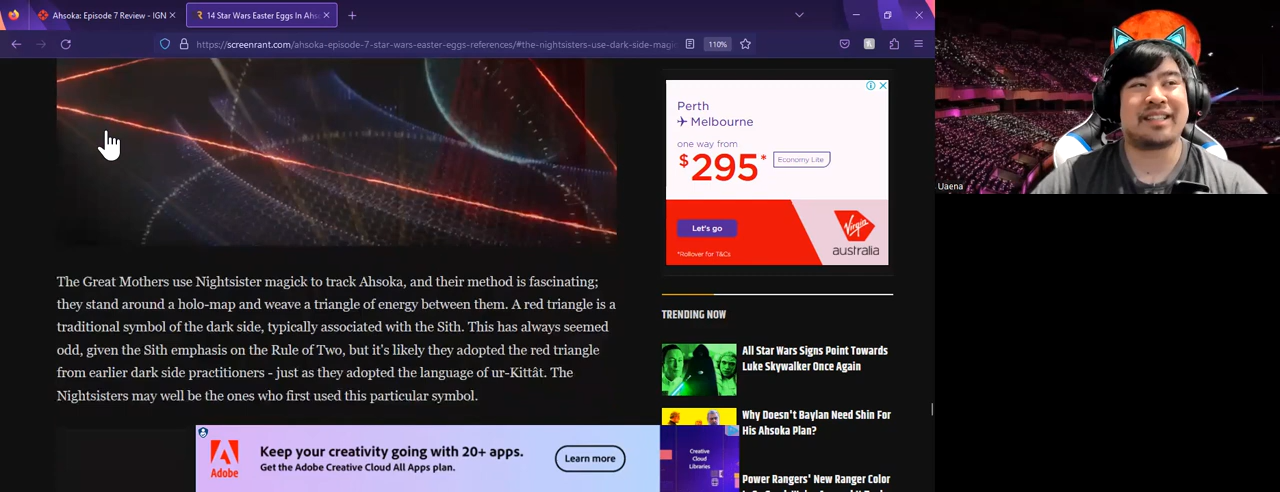 Ahsoka: Episode 7 Review - IGN
14 Star Wars Easter Eggs In Ahs
https://screenrant.com/ahsoka-episode-7-star-wars-easter-eggs-references/#the-nightsisters-use-dark-side-magi
110%
Perth
Melbourne
one way from
$295*
Economy Lite
Let's go
*Rollover for T&Cs
virgin
australia
Uaena
The Great Mothers use Nightsister magick to track Ahsoka, and their method is fascinating;
they stand around a holo-map and weave a triangle of energy between them. A red triangle is a
traditional symbol of the dark side, typically associated with the Sith. This has always seemed
odd, given the Sith emphasis on the Rule of Two, but it's likely they adopted the red triangle
from earlier dark side practitioners - just as they adopted the language of ur-Kittât. The
Nightsisters may well be the ones who first used this particular symbol.
TRENDING NOW
All Star Wars Signs Point Towards
Luke Skywalker Once Again
Why Doesn't Baylan Need Shin For
His Ahsoka Plan?
Power Rangers' New Ranger Color
Adobe
Keep your creativity going with 20+ apps.
Get the Adobe Creative Cloud All Apps plan.
Learn more
Creative
Cloud
Libraries